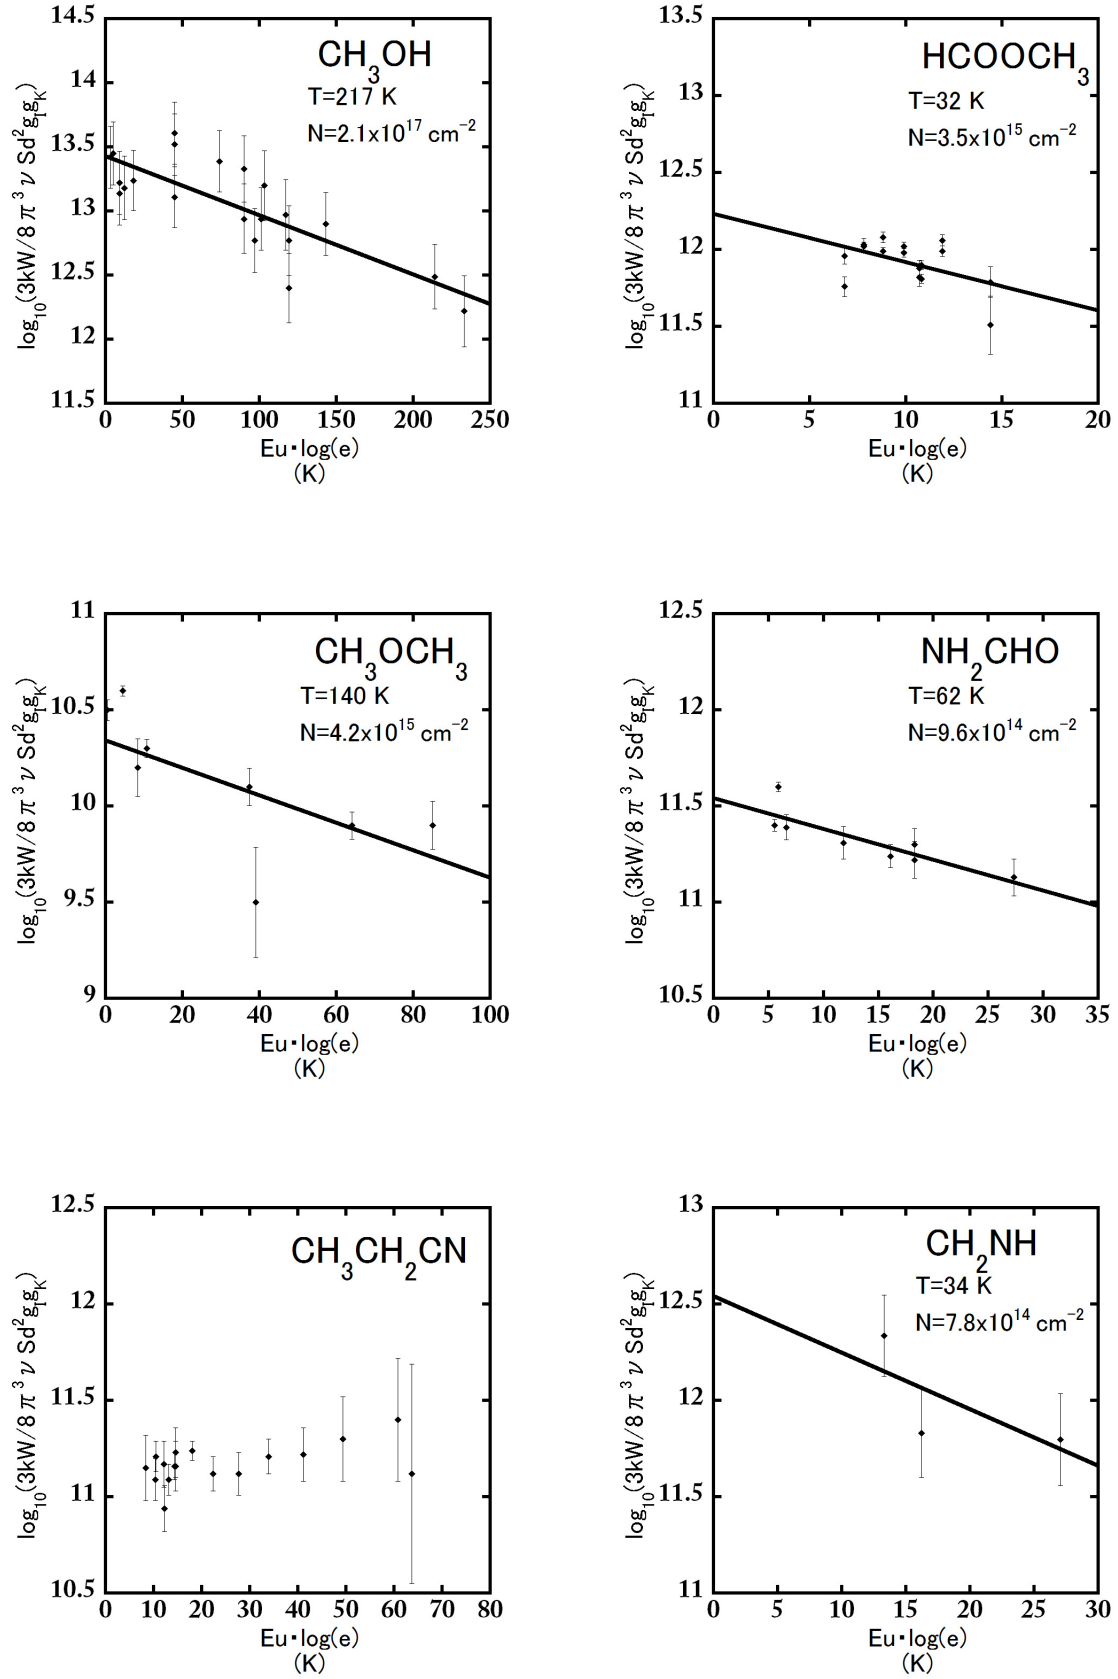 CH3OH
T=217 K
N=2.1x10^17 cm^-2
log10(3kW/8π^3 ν Sd^2gIgK)
14.5
14
13.5
13
12.5
12
11.5
0 50 100 150 200 250
Eu・log(e)
(K)
HCOOCH3
T=32 K
N=3.5x10^15 cm^-2
log10(3kW/8π^3 ν Sd^2gIgK)
13.5
13
12.5
12
11.5
11
0 5 10 15 20
Eu・log(e)
(K)
CH3OCH3
T=140 K
N=4.2x10^15 cm^-2
log10(3kW/8π^3 ν Sd^2gIgK)
11
10.5
10
9.5
9
0 20 40 60 80 100
Eu・log(e)
(K)
NH2CHO
T=62 K
N=9.6x10^14 cm^-2
log10(3kW/8π^3 ν Sd^2gIgK)
12.5
12
11.5
11
10.5
0 5 10 15 20 25 30 35
Eu・log(e)
(K)
CH3CH2CN
log10(3kW/8π^3 ν Sd^2gIgK)
12.5
12
11.5
11
10.5
0 10 20 30 40 50 60 70 80
Eu・log(e)
(K)
CH2NH
T=34 K
N=7.8x10^14 cm^-2
log10(3kW/8π^3 ν Sd^2gIgK)
13
12.5
12
11.5
11
0 5 10 15 20 25 30
Eu・log(e)
(K)